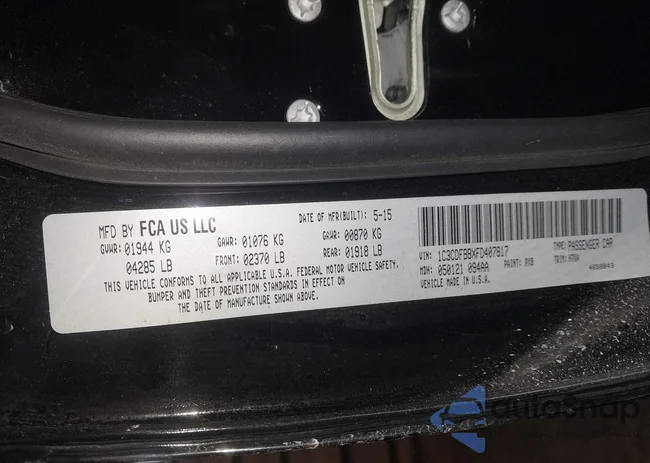 MFD BY FCA US LLC
DATE OF MFR(BUILT): 5-15
GVWR: 01944 KG
GAWR: 01076 KG
GAWR: 00870 KG
04285 LB
FRONT: 02370 LB
REAR: 01918 LB
THIS VEHICLE CONFORMS TO ALL APPLICABLE U.S.A. FEDERAL MOTOR VEHICLE SAFETY,
BUMPER AND THEFT PREVENTION STANDARDS IN EFFECT ON
THE DATE OF MANUFACTURE SHOWN ABOVE.
VIN: 1C3CDFBBXFD407817
TYPE: PASSENGER CAR
MDH: 050121 094AA
PAINT: PXB
TRIM:
VEHICLE MADE IN U.S.A.
autoSnap